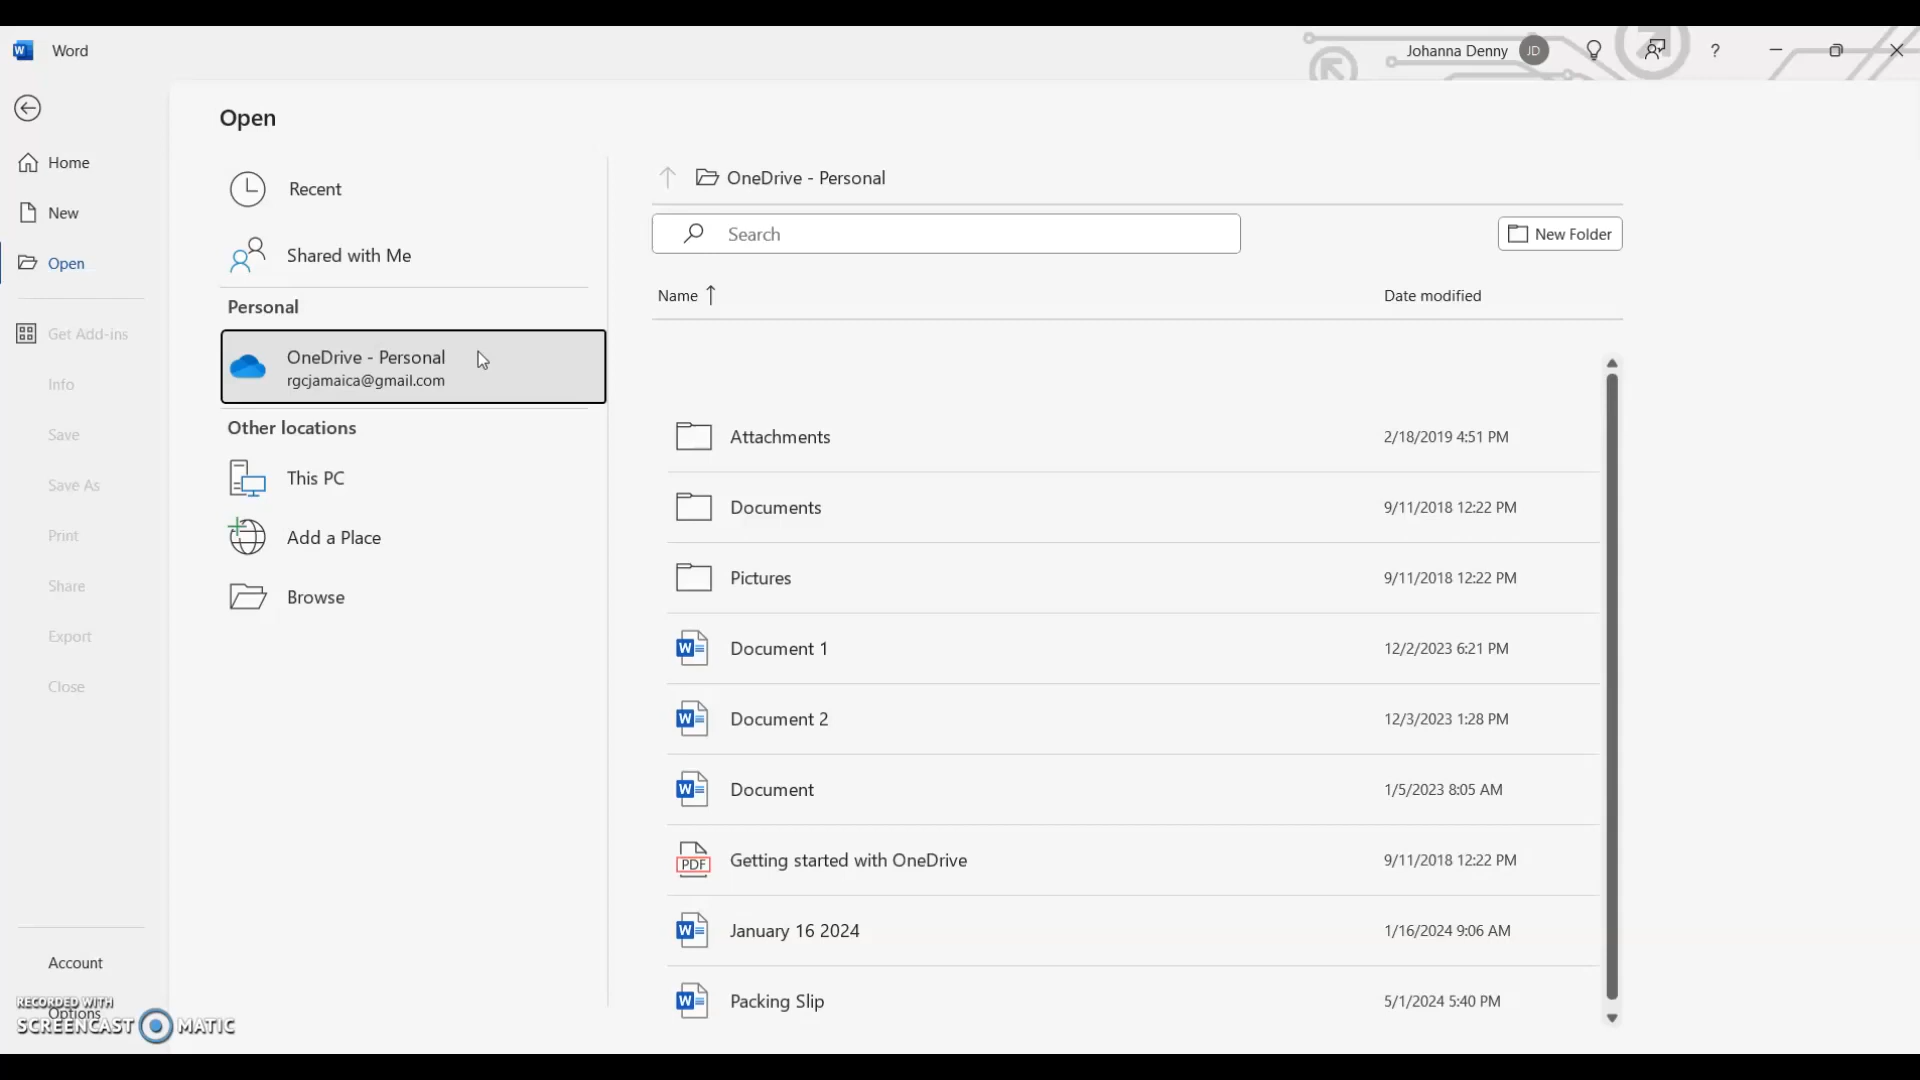 Word
Johanna Denny JD ?
Home
New
Open
Get Add-ins
Info
Save
Save As
Print
Share
Export
Close
Account
Options
RECORDED WITH
SCREENCAST MATIC
Open
Recent
Shared with Me
Personal
OneDrive - Personal
rgcjamaica@gmail.com
Other locations
This PC
Add a Place
Browse
OneDrive - Personal
Search
New Folder
Name Date modified
Attachments 2/18/2019 4:51 PM
Documents 9/11/2018 12:22 PM
Pictures 9/11/2018 12:22 PM
W Document 1 12/2/2023 6:21 PM
W Document 2 12/3/2023 1:28 PM
W Document 1/5/2023 8:05 AM
PDF Getting started with OneDrive 9/11/2018 12:22 PM
W January 16 2024 1/16/2024 9:06 AM
W Packing Slip 5/1/2024 5:40 PM